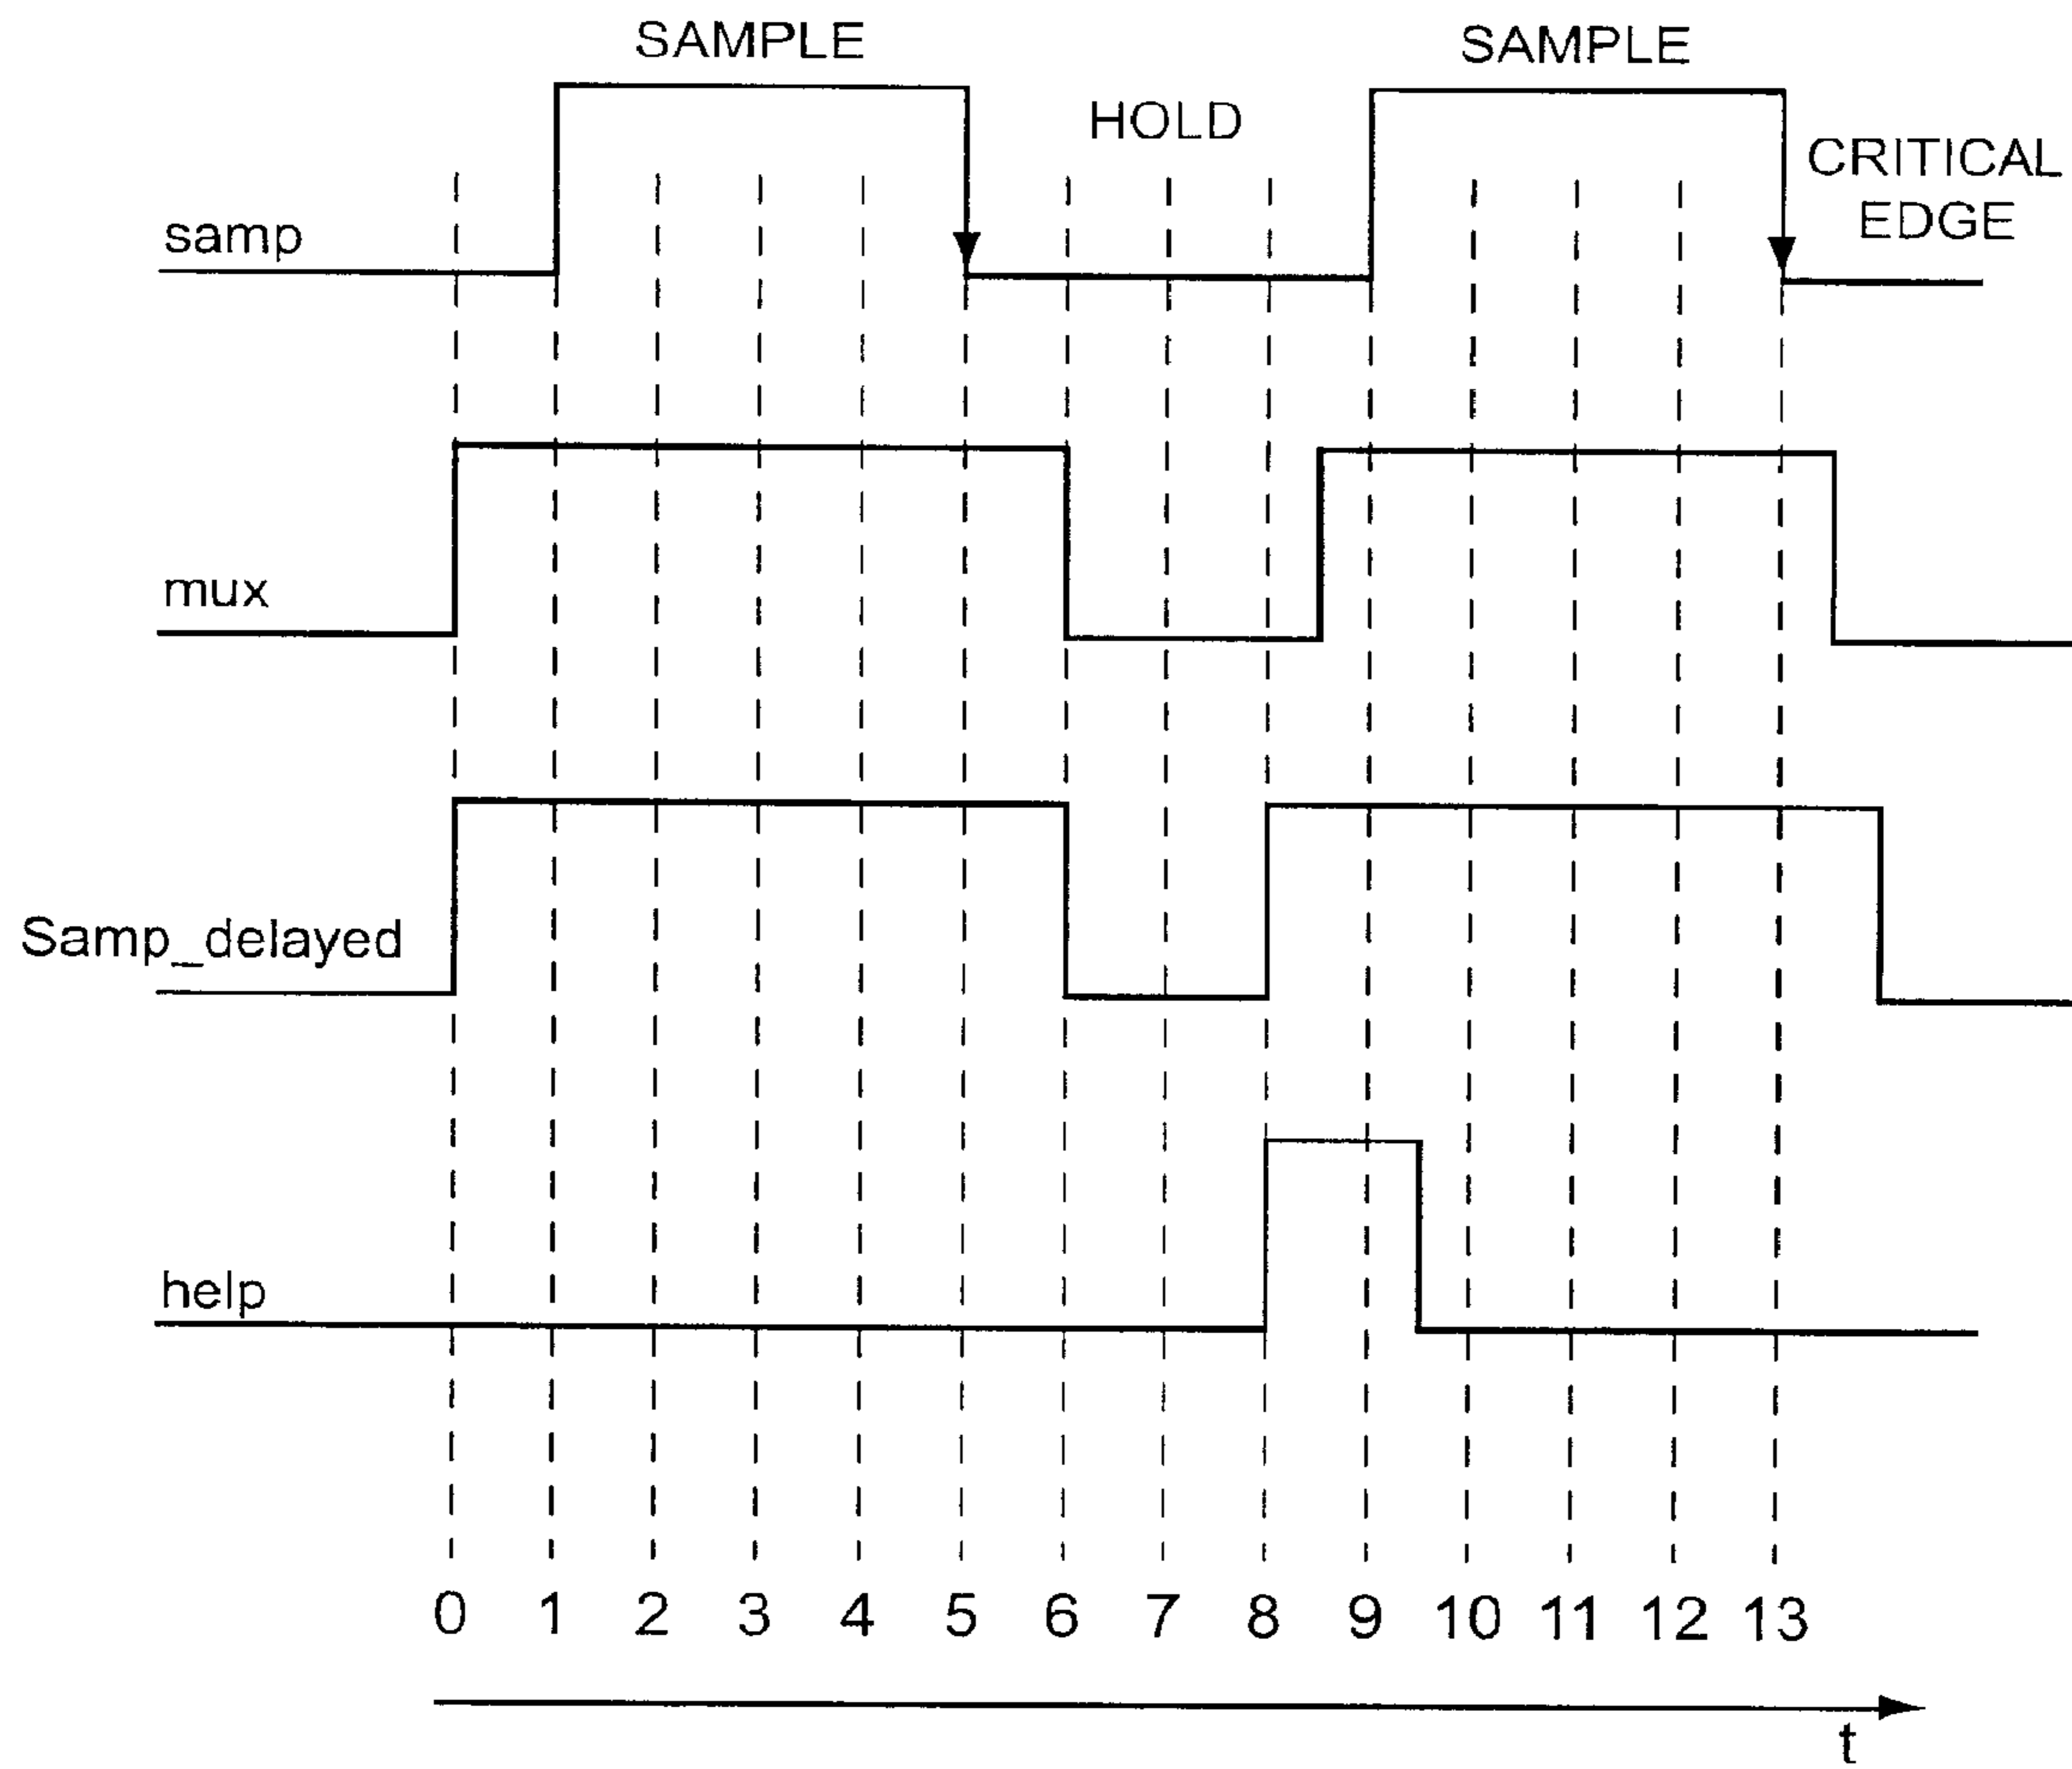 SAMPLE
SAMPLE
HOLD
CRITICAL
EDGE
samp
mux
Samp_delayed
help
0 1 2 3 4 5 6 7 8 9 10 11 12 13
t